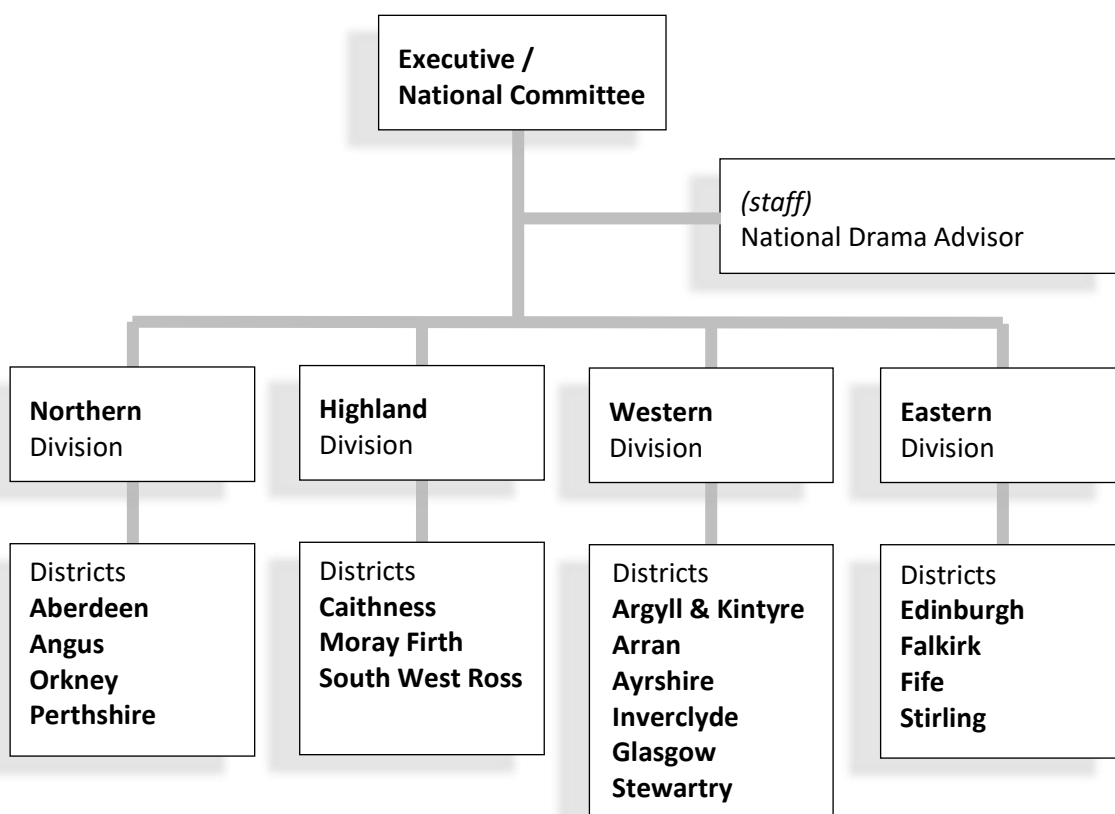 Executive /
National Committee
(staff)
National Drama Advisor
Northern
Division
Highland
Division
Western
Division
Eastern
Division
Districts
Aberdeen
Angus
Orkney
Perthshire
Districts
Caithness
Moray Firth
South West Ross
Districts
Argyll & Kintyre
Arran
Ayrshire
Inverclyde
Glasgow
Stewartry
Districts
Edinburgh
Falkirk
Fife
Stirling